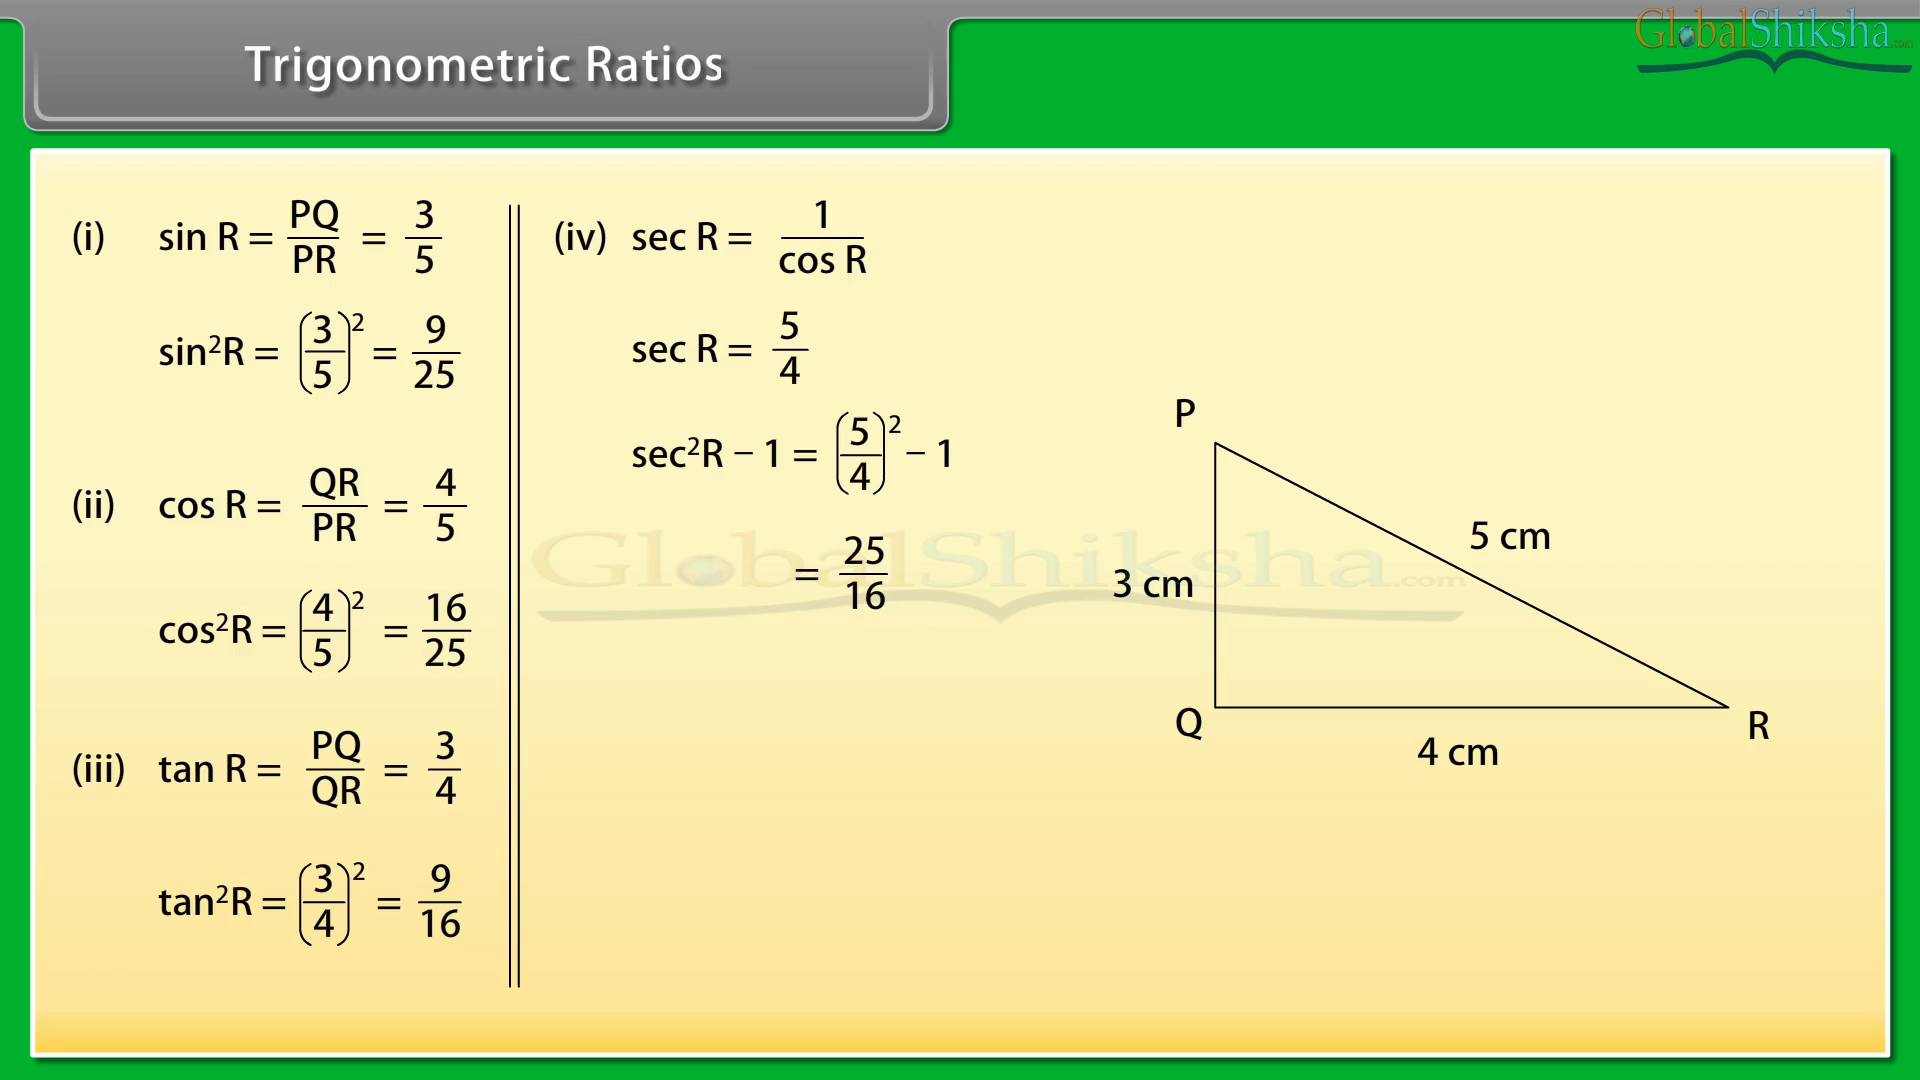 Trigonometric Ratios
GlobalShiksha.com
(i) sin R = PQ/PR = 3/5
sin²R = (3/5)² = 9/25
(ii) cos R = QR/PR = 4/5
cos²R = (4/5)² = 16/25
(iii) tan R = PQ/QR = 3/4
tan²R = (3/4)² = 9/16
(iv) sec R = 1/cos R
sec R = 5/4
sec²R − 1 = (5/4)² − 1
= 25/16
GlobalShiksha.com
P
5 cm
3 cm
Q
R
4 cm